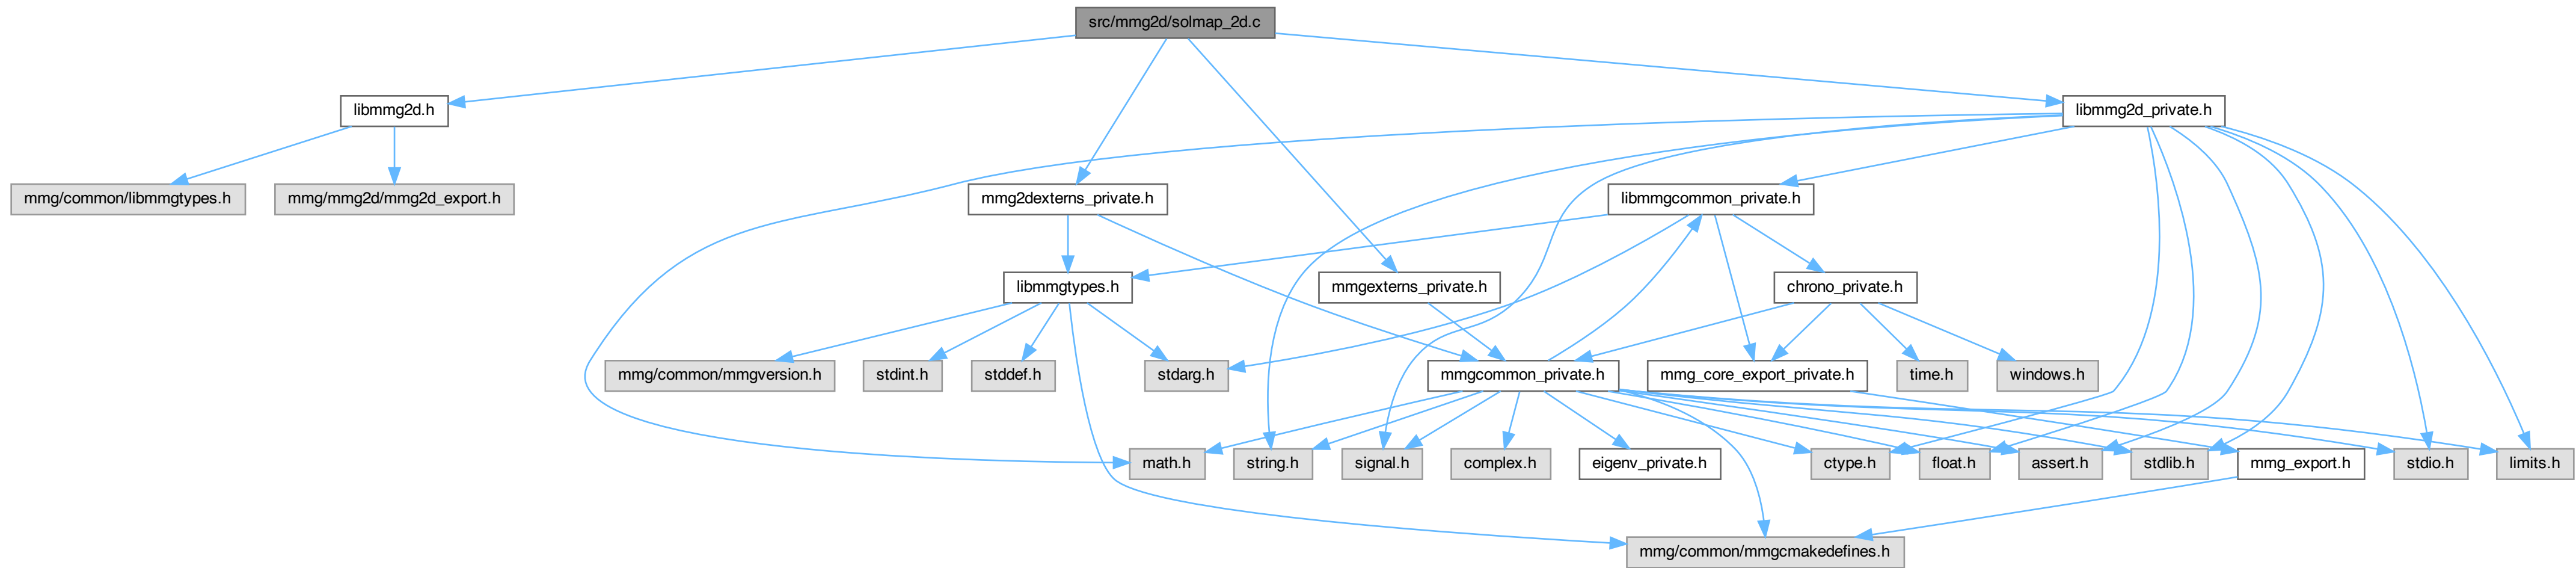 src/mmg2d/solmap_2d.c
libmmg2d.h
libmmg2d_private.h
mmg/common/libmmgtypes.h
mmg/mmg2d/mmg2d_export.h
mmg2dexterns_private.h
libmmgcommon_private.h
libmmgtypes.h
mmgexterns_private.h
chrono_private.h
mmg/common/mmgversion.h
stdint.h
stddef.h
stdarg.h
mmgcommon_private.h
mmg_core_export_private.h
time.h
windows.h
math.h
string.h
signal.h
complex.h
eigenv_private.h
ctype.h
float.h
assert.h
stdlib.h
mmg_export.h
stdio.h
limits.h
mmg/common/mmgcmakedefines.h